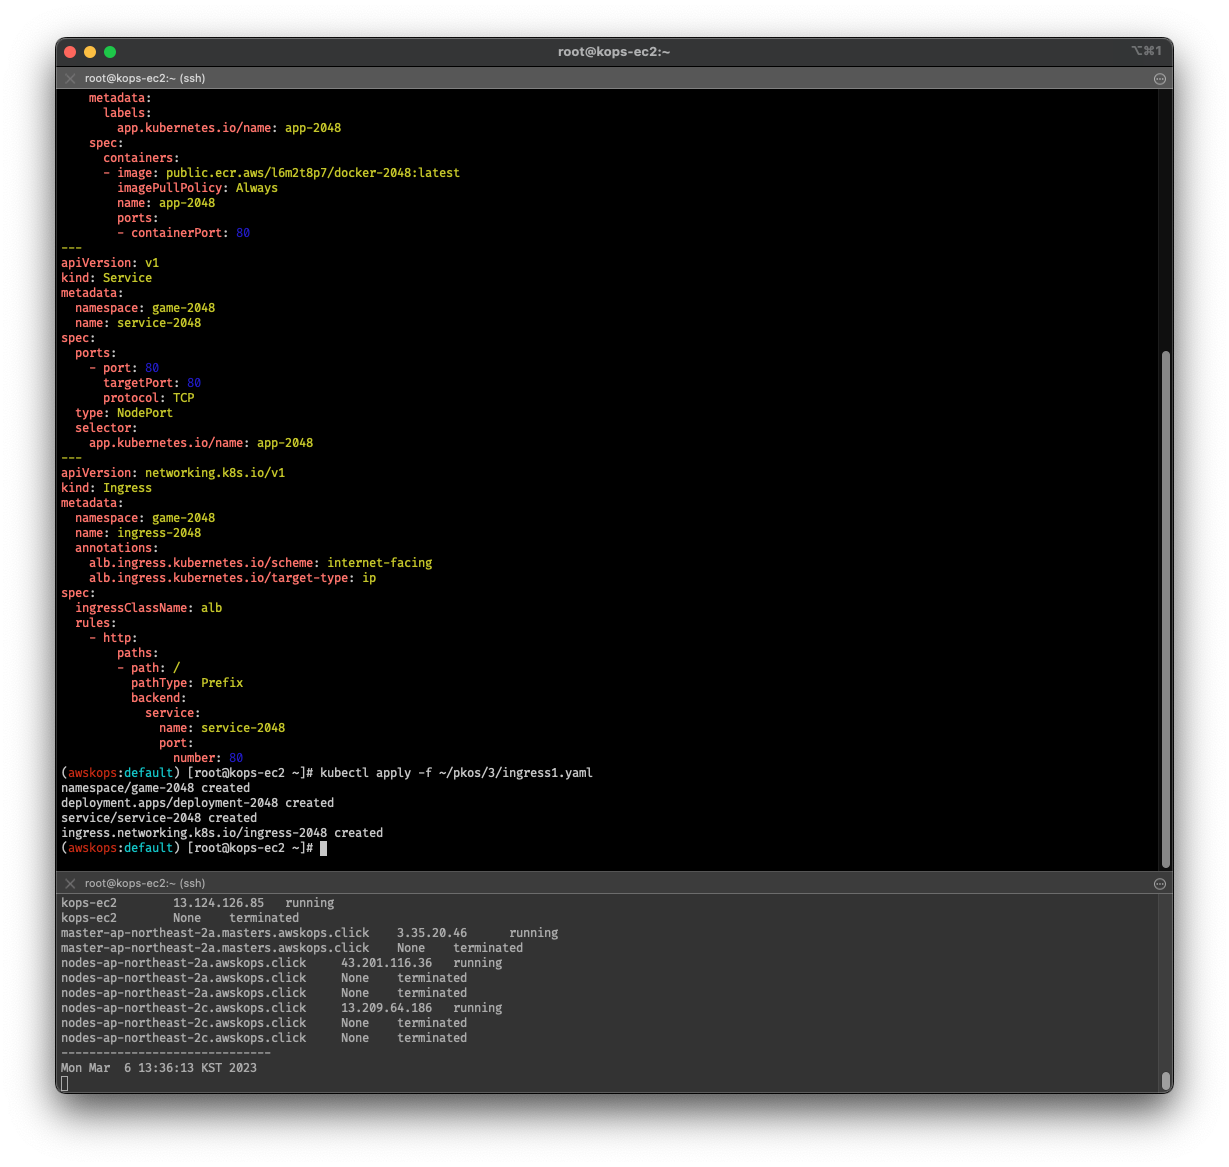 root@kops-ec2:~
⌥⌘1
root@kops-ec2:~ (ssh)
    metadata:
      labels:
        app.kubernetes.io/name: app-2048
    spec:
      containers:
      - image: public.ecr.aws/l6m2t8p7/docker-2048:latest
        imagePullPolicy: Always
        name: app-2048
        ports:
        - containerPort: 80
---
apiVersion: v1
kind: Service
metadata:
  namespace: game-2048
  name: service-2048
spec:
  ports:
    - port: 80
      targetPort: 80
      protocol: TCP
  type: NodePort
  selector:
    app.kubernetes.io/name: app-2048
---
apiVersion: networking.k8s.io/v1
kind: Ingress
metadata:
  namespace: game-2048
  name: ingress-2048
  annotations:
    alb.ingress.kubernetes.io/scheme: internet-facing
    alb.ingress.kubernetes.io/target-type: ip
spec:
  ingressClassName: alb
  rules:
    - http:
        paths:
        - path: /
          pathType: Prefix
          backend:
            service:
              name: service-2048
              port:
                number: 80
(awskops:default) [root@kops-ec2 ~]# kubectl apply -f ~/pkos/3/ingress1.yaml
namespace/game-2048 created
deployment.apps/deployment-2048 created
service/service-2048 created
ingress.networking.k8s.io/ingress-2048 created
(awskops:default) [root@kops-ec2 ~]#
root@kops-ec2:~ (ssh)
kops-ec2        13.124.126.85   running
kops-ec2        None    terminated
master-ap-northeast-2a.masters.awskops.click    3.35.20.46      running
master-ap-northeast-2a.masters.awskops.click    None    terminated
nodes-ap-northeast-2a.awskops.click     43.201.116.36   running
nodes-ap-northeast-2a.awskops.click     None    terminated
nodes-ap-northeast-2a.awskops.click     None    terminated
nodes-ap-northeast-2c.awskops.click     13.209.64.186   running
nodes-ap-northeast-2c.awskops.click     None    terminated
nodes-ap-northeast-2c.awskops.click     None    terminated
------------------------------
Mon Mar  6 13:36:13 KST 2023